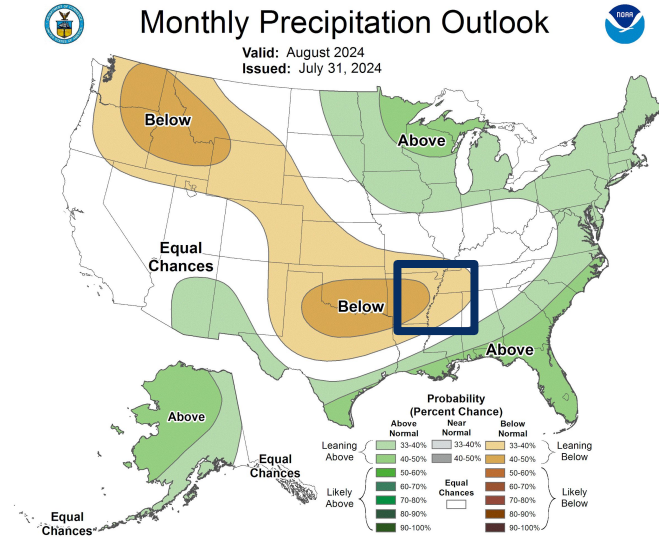 Monthly Precipitation Outlook
Valid: August 2024
Issued: July 31, 2024
NOAA
Below
Above
Equal
Chances
Below
Above
Above
Equal
Chances
Equal
Chances
Probability
(Percent Chance)
Above
Normal
Near
Normal
Below
Normal
Leaning
Above
33-40%
33-40%
33-40%
Leaning
Below
40-50%
40-50%
40-50%
Likely
Above
50-60%
50-60%
60-70%
60-70%
70-80%
70-80%
80-90%
80-90%
90-100%
90-100%
Equal
Chances
Likely
Below